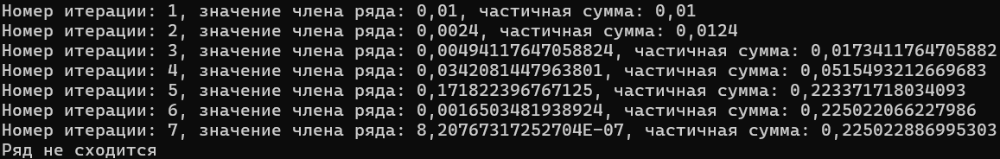 Номер итерации: 1, значение члена ряда: 0,01, частичная сумма: 0,01
Номер итерации: 2, значение члена ряда: 0,0024, частичная сумма: 0,0124
Номер итерации: 3, значение члена ряда: 0,00494117647058824, частичная сумма: 0,0173411764705882
Номер итерации: 4, значение члена ряда: 0,0342081447963801, частичная сумма: 0,0515493212669683
Номер итерации: 5, значение члена ряда: 0,171822396767125, частичная сумма: 0,223371718034093
Номер итерации: 6, значение члена ряда: 0,0016503481938924, частичная сумма: 0,225022066227986
Номер итерации: 7, значение члена ряда: 8,20767317252704E-07, частичная сумма: 0,225022886995303
Ряд не сходится